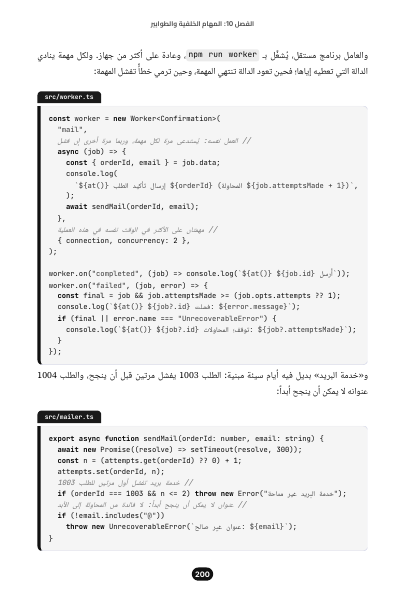 الفصل 10: المهام الخلفية والطوابير
والعامل برنامج مستقل، يُشغَّل بـ npm run worker، وعادة على أكثر من جهاز. ولكل مهمة ينادي
الدالة التي تعطيه إياها؛ فحين تعود الدالة تنتهي المهمة، وحين ترمي خطأً تفشل المهمة:
src/worker.ts
const worker = new Worker<Confirmation>(
"mail",
// العمل نفسه: يُستدعى مرة لكل مهمة، وربما مرة أخرى إن فشل
async (job) => {
const { orderId, email } = job.data;
console.log(
`${at()} إرسال تأكيد الطلب ${orderId} (المحاولة ${job.attemptsMade + 1})`,
);
await sendMail(orderId, email);
},
// مهمتان على الأكثر في الوقت نفسه في هذه العملية
{ connection, concurrency: 2 },
);
worker.on("completed", (job) => console.log(`${at()} ${job.id} أُرسل`));
worker.on("failed", (job, error) => {
const final = job && job.attemptsMade >= (job.opts.attempts ?? 1);
console.log(`${at()} ${job?.id} فشلت: ${error.message}`);
if (final || error.name === "UnrecoverableError") {
console.log(`${at()} ${job?.id} توقف؛ المحاولات: ${job?.attemptsMade}`);
}
});
و«خدمة البريد» بديل فيه أيام سيئة مبنية: الطلب 1003 يفشل مرتين قبل أن ينجح، والطلب 1004
عنوانه لا يمكن أن ينجح أبداً:
src/mailer.ts
export async function sendMail(orderId: number, email: string) {
await new Promise((resolve) => setTimeout(resolve, 300));
const n = (attempts.get(orderId) ?? 0) + 1;
attempts.set(orderId, n);
// خدمة بريد تفشل أول مرتين للطلب 1003
if (orderId === 1003 && n <= 2) throw new Error("خدمة البريد غير متاحة");
// عنوان لا يمكن أن ينجح أبداً: لا فائدة من المحاولة إلى الأبد
if (!email.includes("@"))
throw new UnrecoverableError(`عنوان غير صالح: ${email}`);
}
200